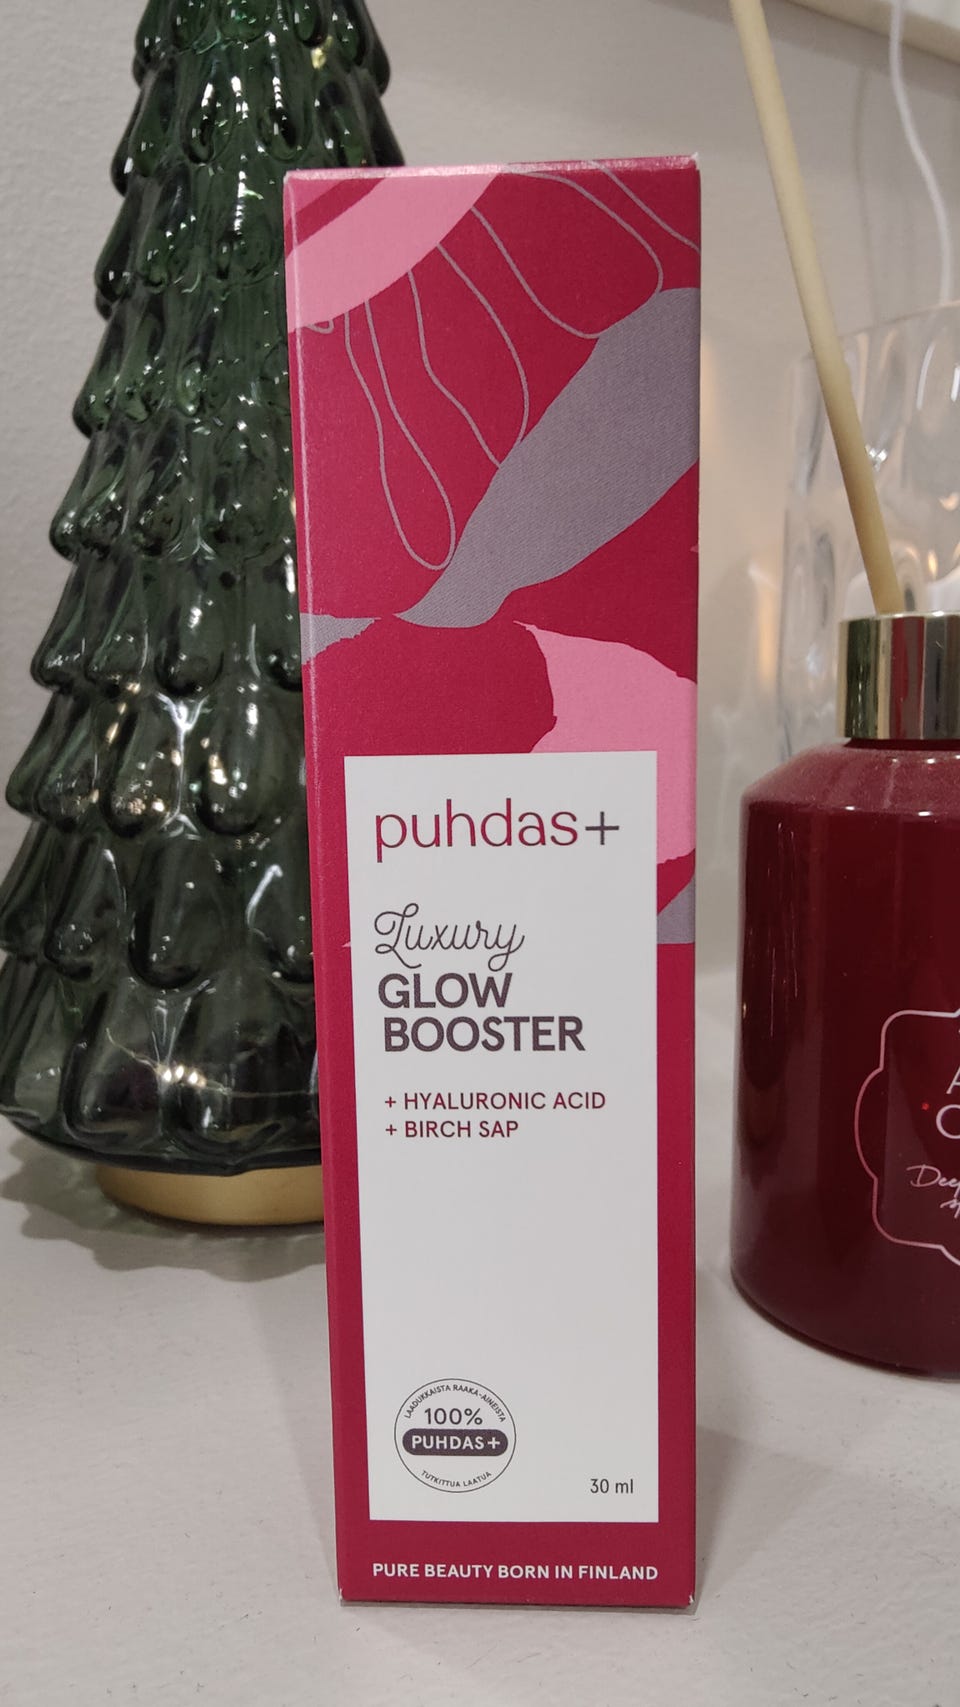 puhdas+
Luxury
GLOW
BOOSTER
+ HYALURONIC ACID
+ BIRCH SAP
LAADUKKAISTA RAAKA-AINEISTA
100%
PUHDAS+
TUTKITTUA LAATUA
30 ml
PURE BEAUTY BORN IN FINLAND